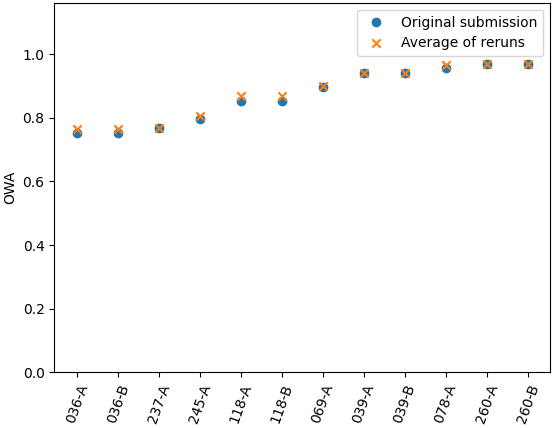 Original submission
Average of reruns
1.0
0.8
0.6
0.4
0.2
0.0
OWA
036-A
036-B
237-A
245-A
118-A
118-B
069-A
039-A
039-B
078-A
260-A
260-B